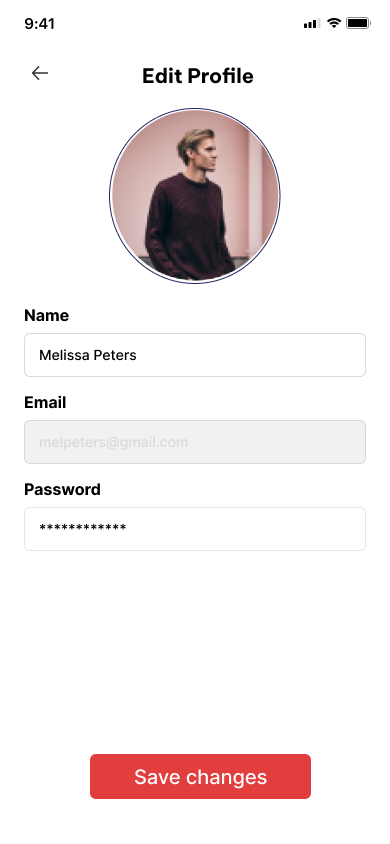 9:41
Edit Profile
Name
Melissa Peters
Email
melpeters@gmail.com
Password
************
Save changes